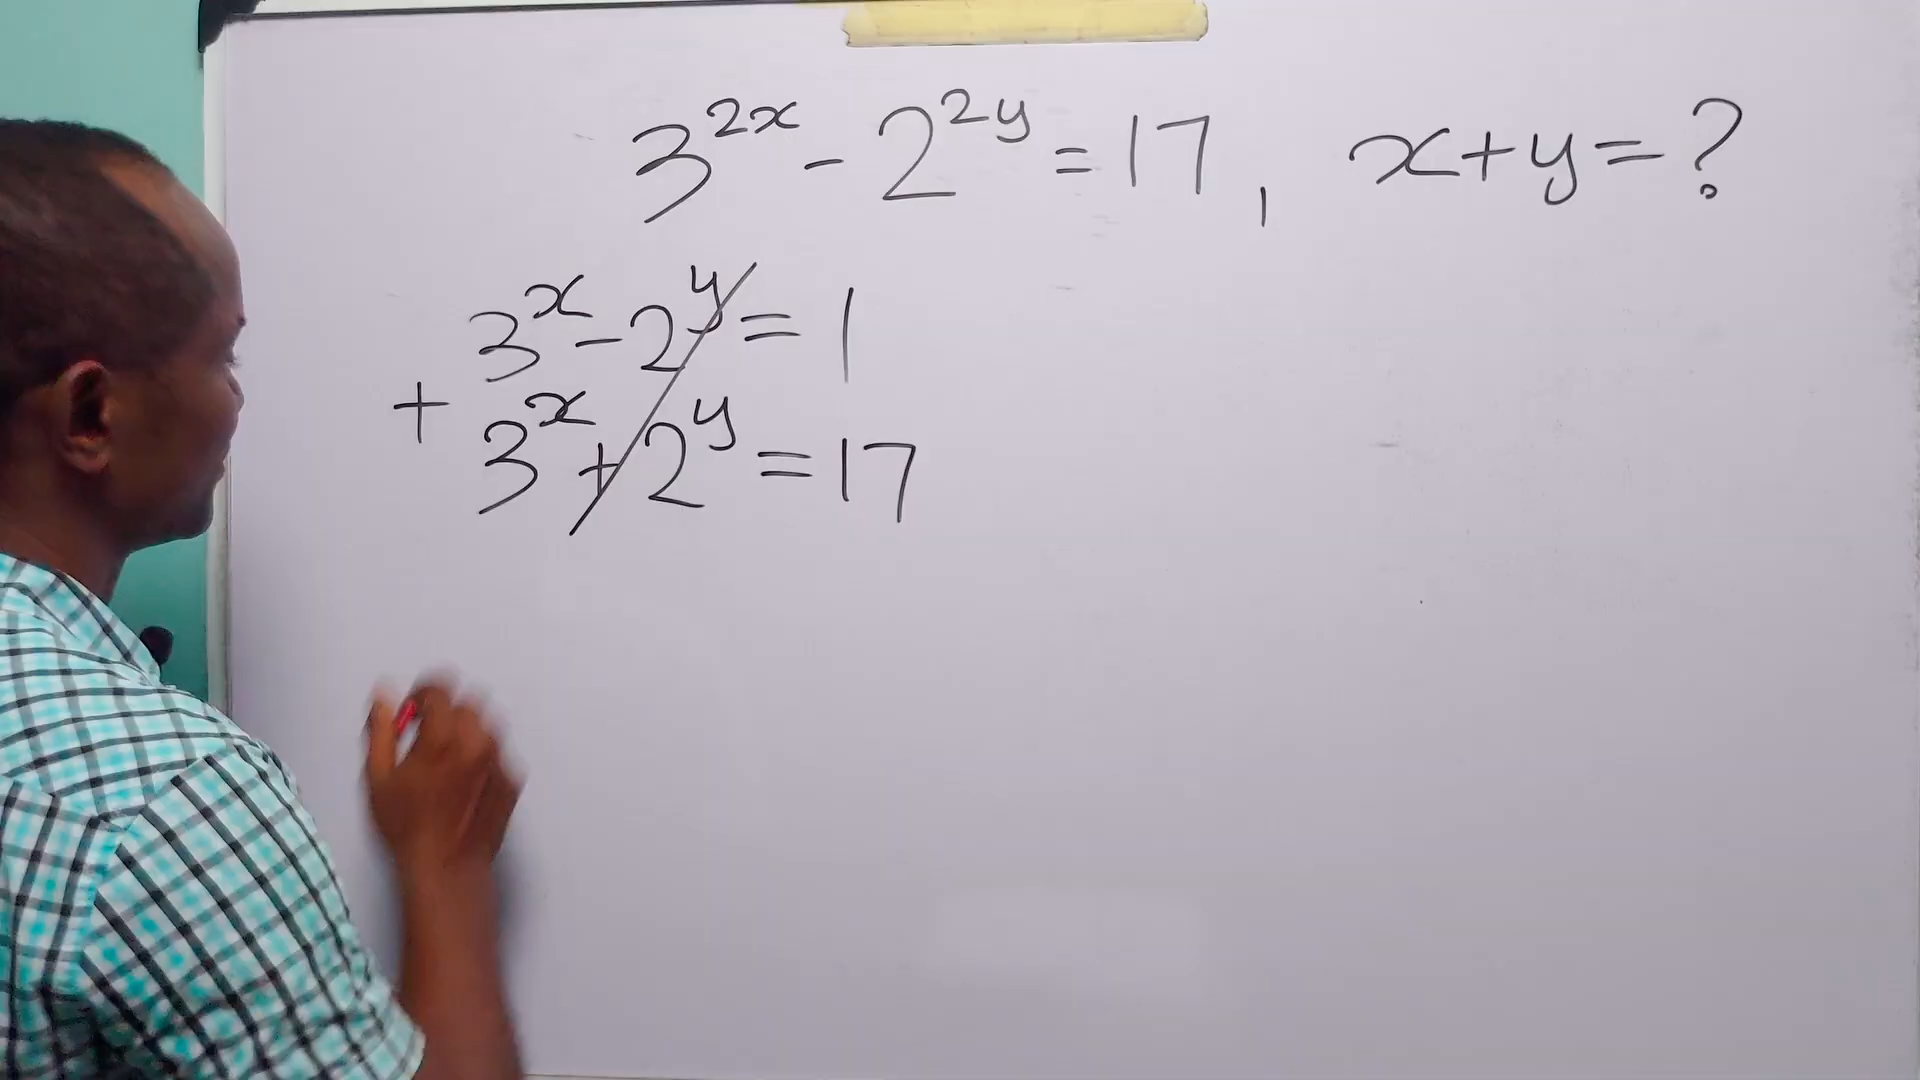 3^{2x} - 2^{2y} = 17, x+y=?
3^x - 2^y = 1
+ 3^x + 2^y = 17